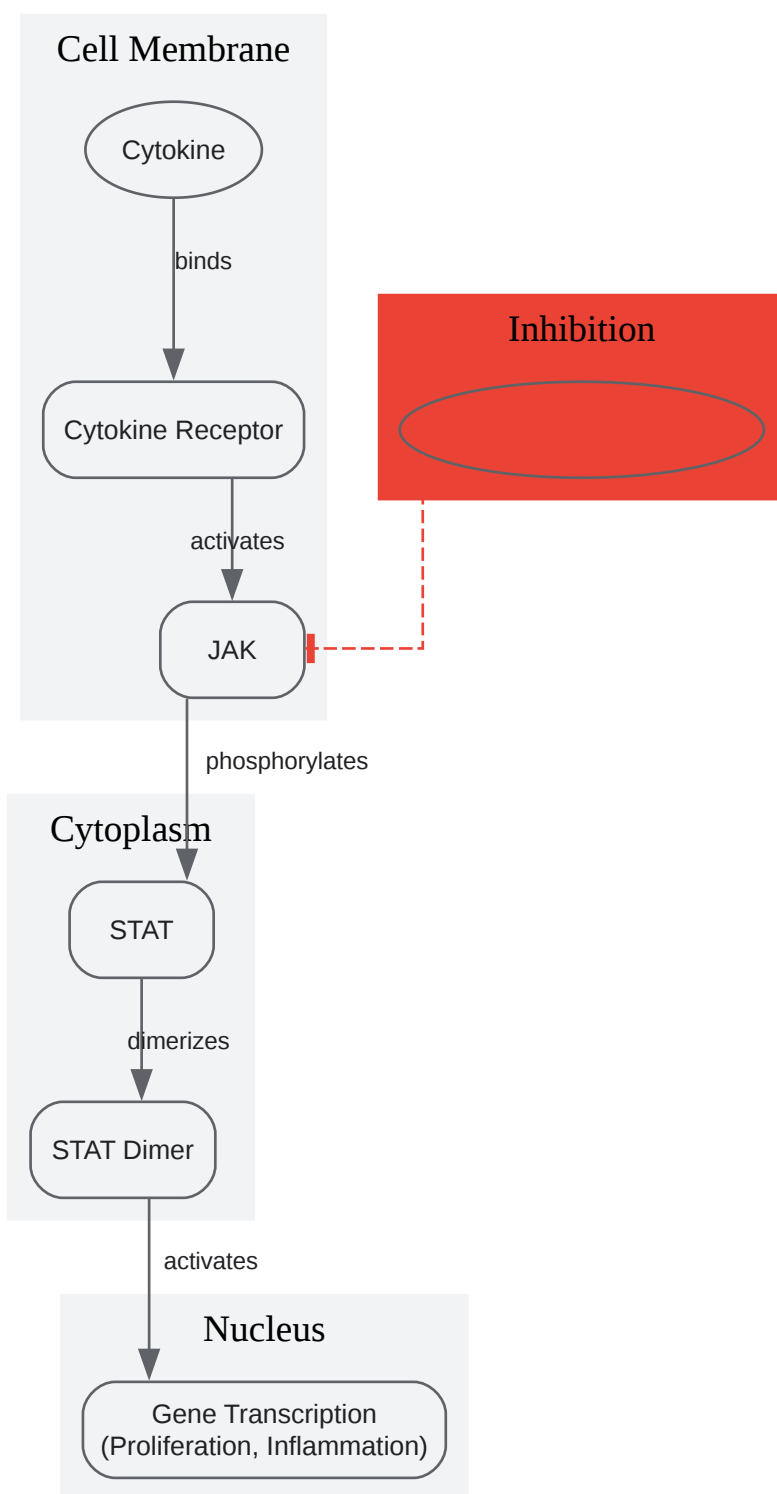 Cell Membrane
Cytokine
binds
Inhibition
Cytokine Receptor
activates
JAK
phosphorylates
Cytoplasm
STAT
dimerizes
STAT Dimer
activates
Nucleus
Gene Transcription
(Proliferation, Inflammation)